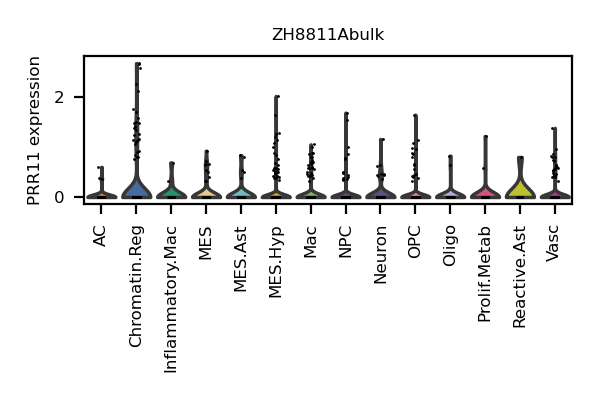 ZH8811Abulk
PRR11 expression
2
0
AC
Chromatin.Reg
Inflammatory.Mac
MES
MES.Ast
MES.Hyp
Mac
NPC
Neuron
OPC
Oligo
Prolif.Metab
Reactive.Ast
Vasc